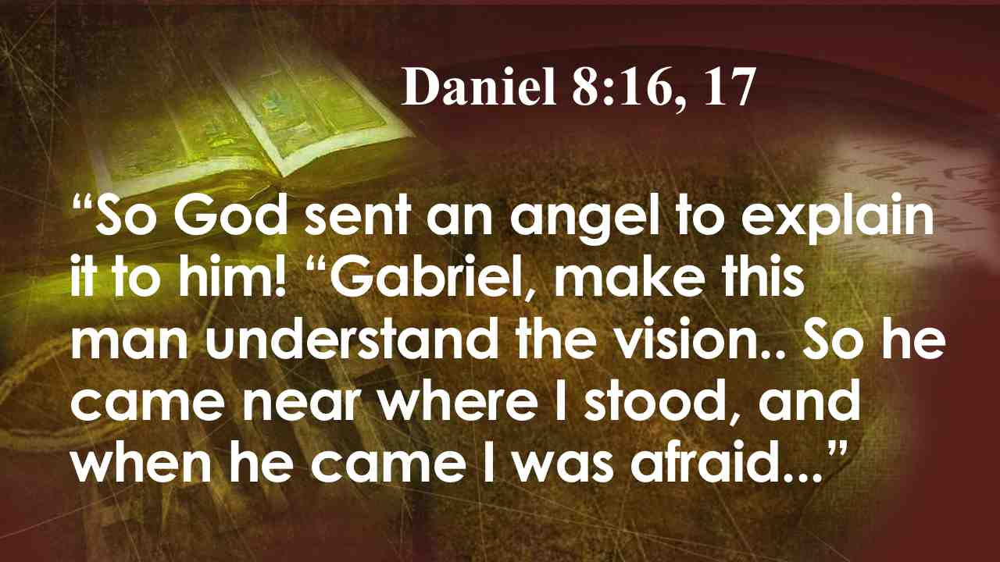 Daniel 8:16, 17
“So God sent an angel to explain
it to him! “Gabriel, make this
man understand the vision.. So he
came near where I stood, and
when he came I was afraid...”